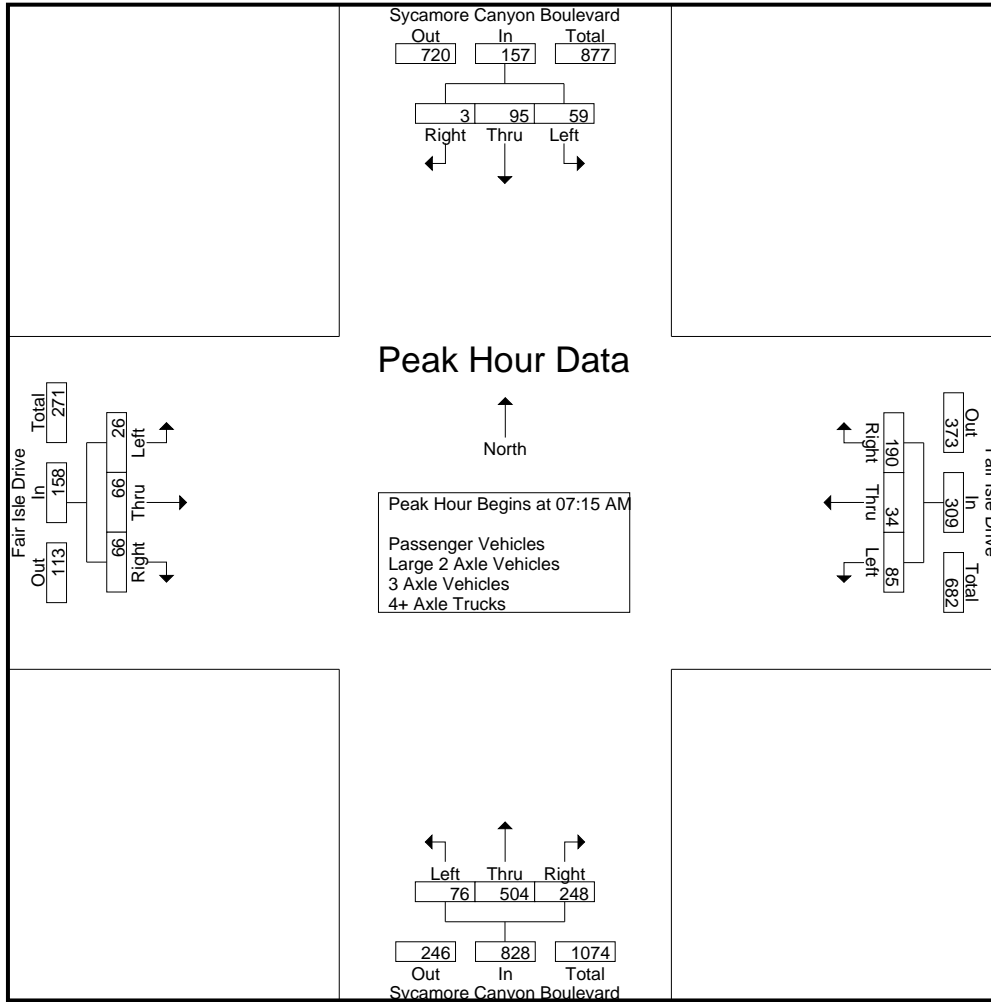 Sycamore Canyon Boulevard
Out In Total
720 157 877
3 95 59
Right Thru Left
Peak Hour Data
North
Peak Hour Begins at 07:15 AM
Passenger Vehicles
Large 2 Axle Vehicles
3 Axle Vehicles
4+ Axle Trucks
Fair Isle Drive
Out In Total
113 158 271
26 66 66
Left Thru Right
Fair Isle Drive
Out In Total
373 309 682
190 34 85
Right Thru Left
Left Thru Right
76 504 248
246 828 1074
Out In Total
Sycamore Canyon Boulevard